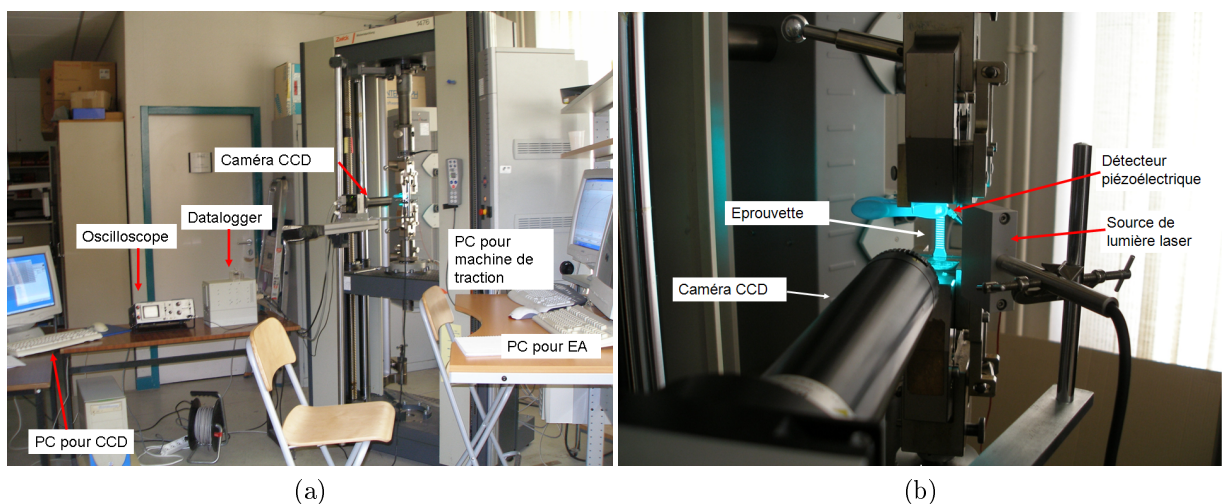 Caméra CCD
Datalogger
Oscilloscope
PC pour
machine de
traction
PC pour EA
PC pour CCD
(a)
Détecteur
piézoélectrique
Eprouvette
Source de
lumière laser
Caméra CCD
(b)